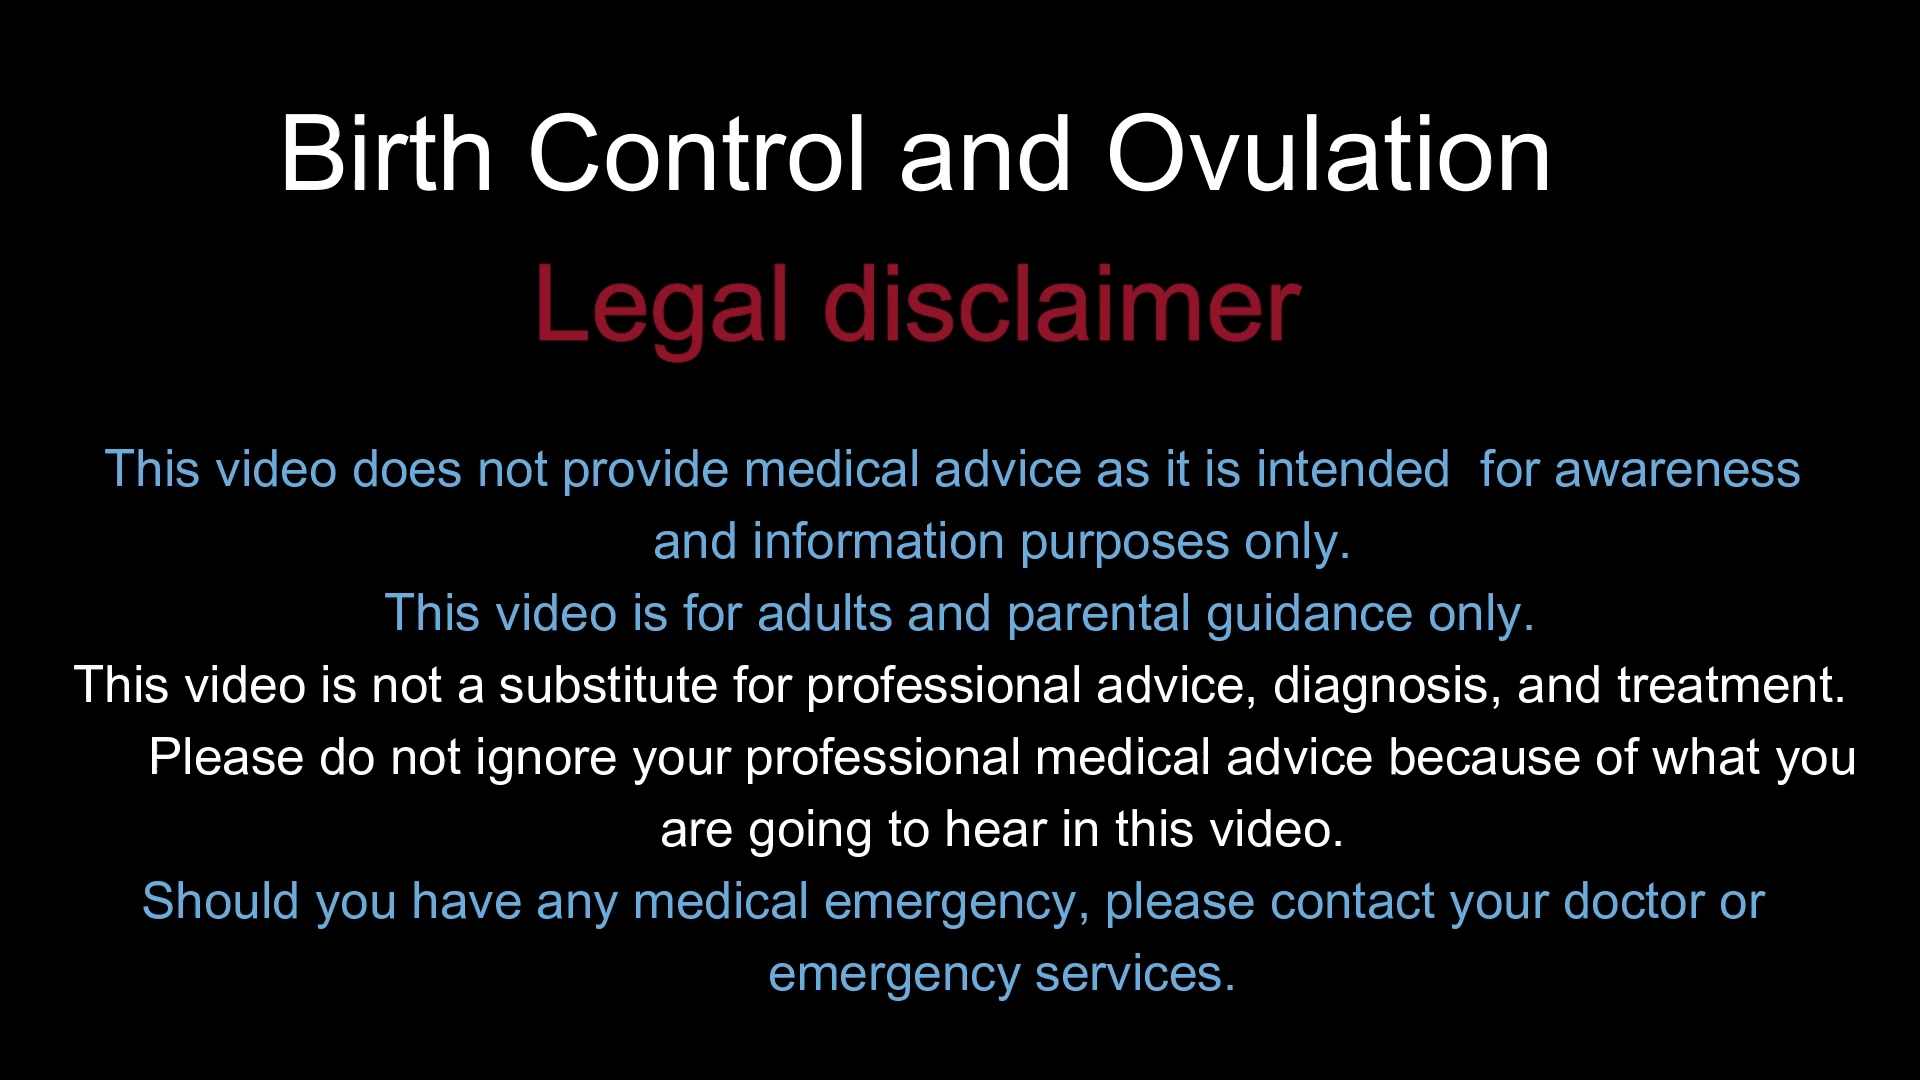 Birth Control and Ovulation
Legal disclaimer
This video does not provide medical advice as it is intended  for awareness
and information purposes only.
This video is for adults and parental guidance only.
This video is not a substitute for professional advice, diagnosis, and treatment.
Please do not ignore your professional medical advice because of what you
are going to hear in this video.
Should you have any medical emergency, please contact your doctor or
emergency services.